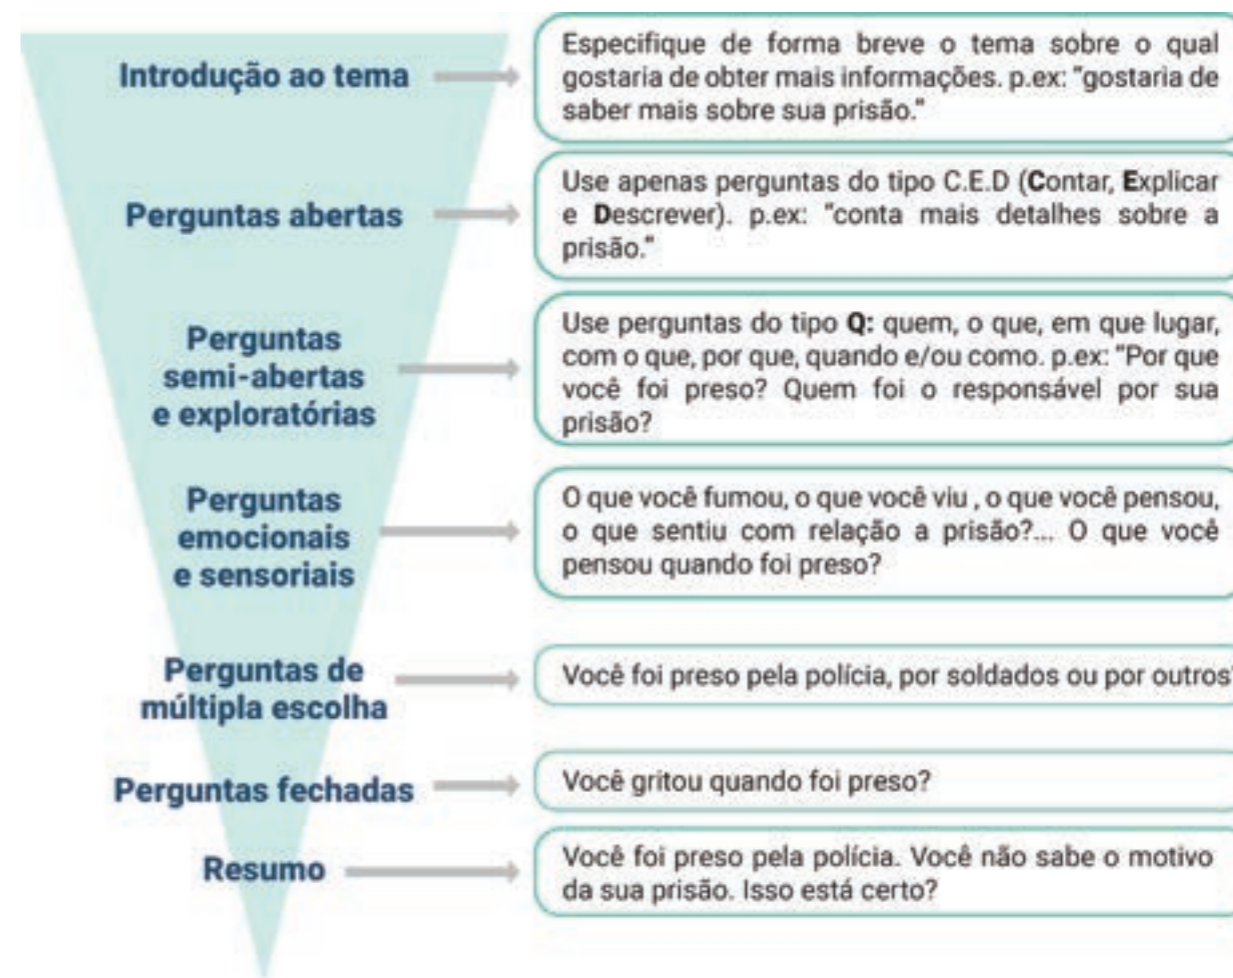 Introdução ao tema
Especifique de forma breve o tema sobre o qual
gostaria de obter mais informações. p.ex: “gostaria de
saber mais sobre sua prisão.”
Perguntas abertas
Use apenas perguntas do tipo C.E.D (Contar, Explicar
e Descrever). p.ex: “conta mais detalhes sobre a
prisão.”
Perguntas
semi-abertas
e exploratórias
Use perguntas do tipo Q: quem, o que, em que lugar,
com o que, por que, quando e/ou como. p.ex: “Por que
você foi preso? Quem foi o responsável por sua
prisão?
Perguntas
emocionais
e sensoriais
O que você fumou, o que você viu , o que você pensou,
o que sentiu com relação a prisão?... O que você
pensou quando foi preso?
Perguntas de
múltipla escolha
Você foi preso pela polícia, por soldados ou por outros?
Perguntas fechadas
Você gritou quando foi preso?
Resumo
Você foi preso pela polícia. Você não sabe o motivo
da sua prisão. Isso está certo?